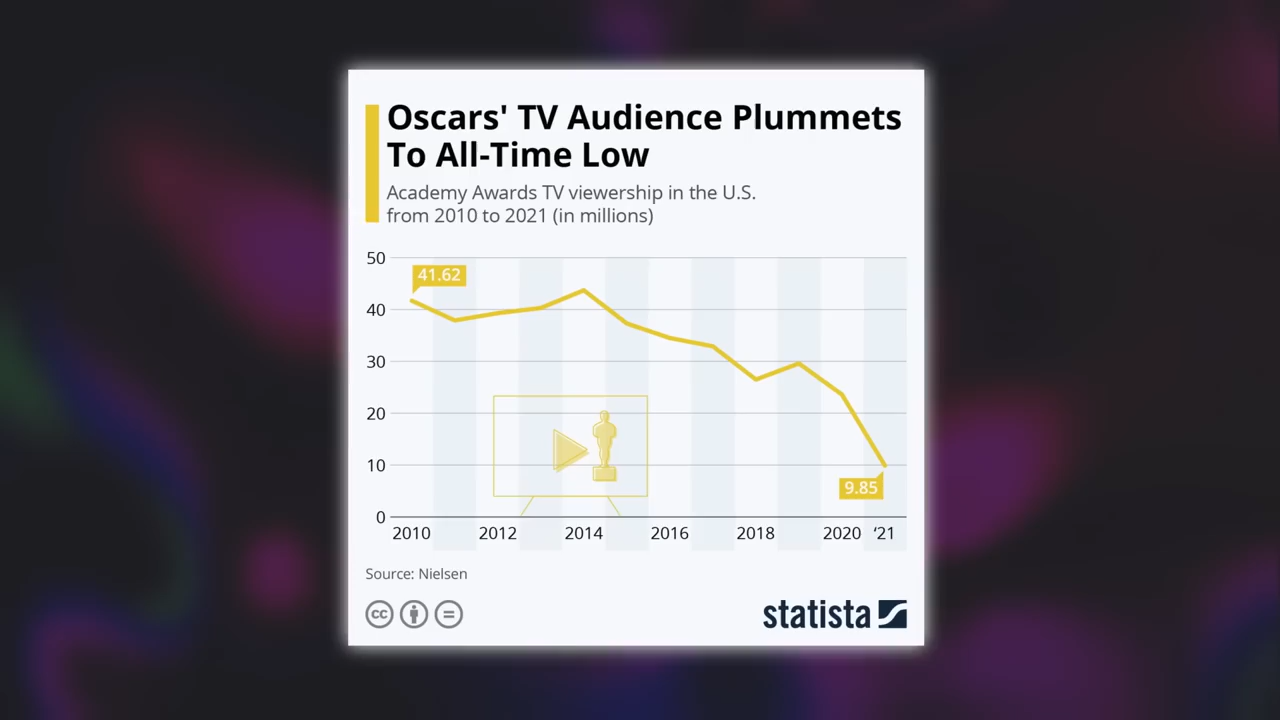 Oscars' TV Audience Plummets
To All-Time Low
Academy Awards TV viewership in the U.S.
from 2010 to 2021 (in millions)
50
41.62
40
30
20
10
9.85
0
2010 2012 2014 2016 2018 2020 ‘21
Source: Nielsen
cc
statista